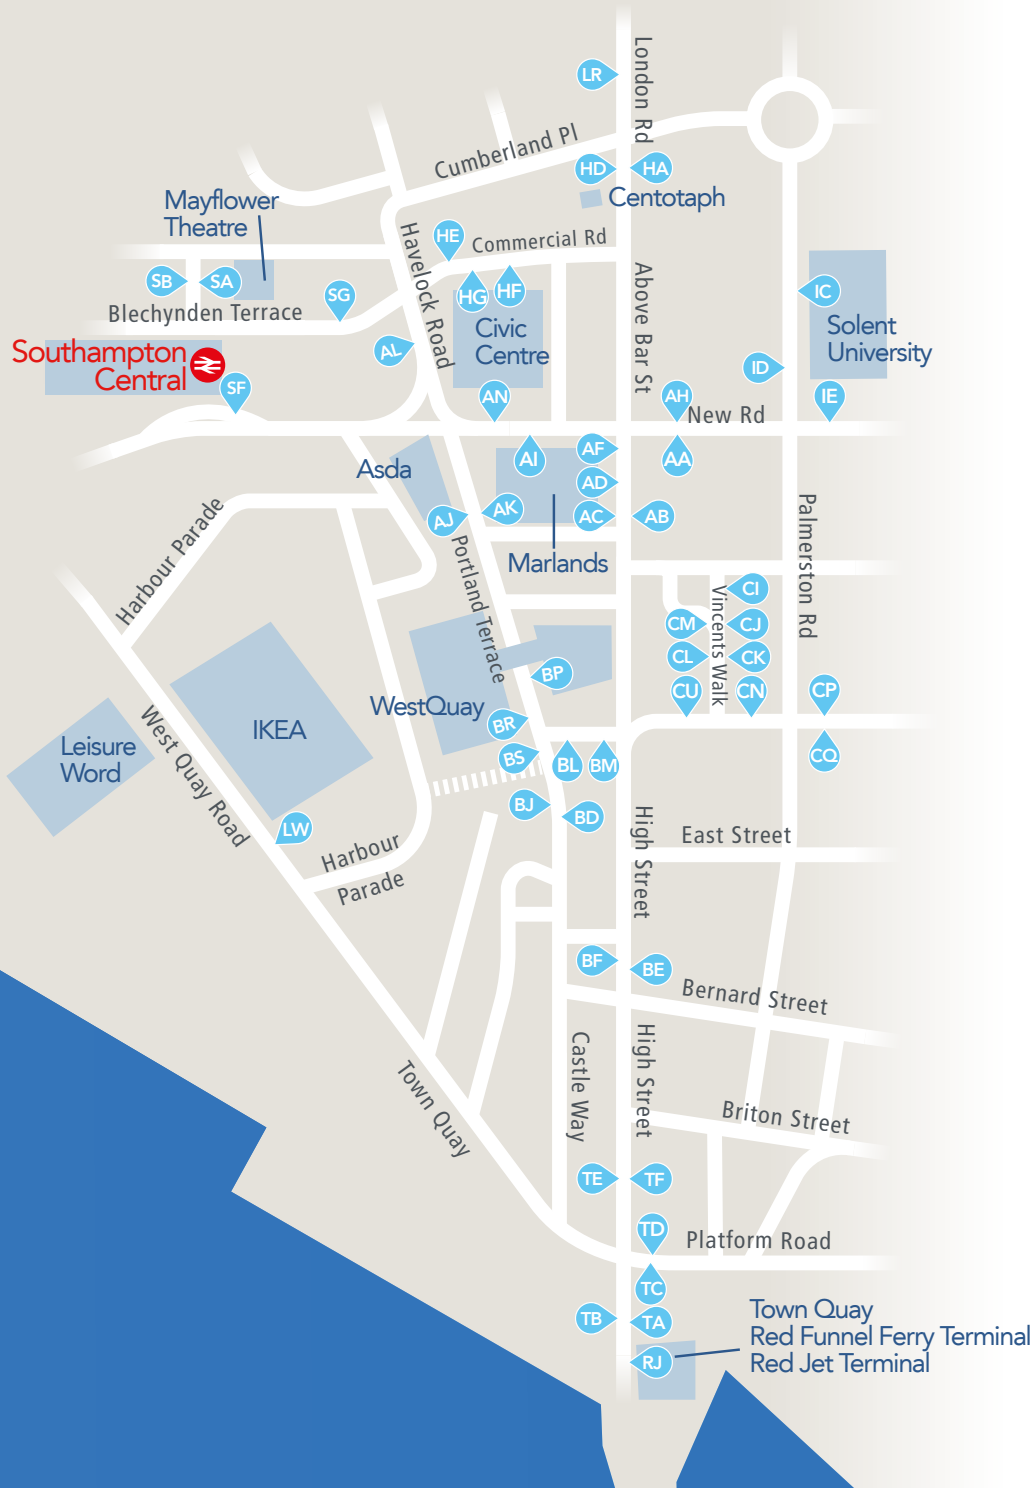 London Rd
LR
Cumberland Pl
HD
HA
Centotaph
Mayflower
Theatre
HE
Commercial Rd
Havelock Road
SB
SA
SG
HG
HF
Above Bar St
IC
Blechynden Terrace
Civic
Centre
Solent
University
Southampton
Central
AL
SF
ID
AN
AH
IE
New Rd
AF
AI
AA
Asda
AD
AK
AJ
AC
AB
Palmerston Rd
Harbour Parade
Portland Terrace
Marlands
CI
Vincents Walk
CM
CJ
CL
CK
BP
CU
CN
CP
WestQuay
BR
IKEA
West Quay Road
Leisure
Word
BS
BL
BM
CQ
BJ
BD
LW
High Street
East Street
Harbour
Parade
BF
BE
Bernard Street
Castle Way
High Street
Town Quay
Briton Street
TE
TF
TD
Platform Road
TC
TB
TA
Town Quay
Red Funnel Ferry Terminal
Red Jet Terminal
RJ